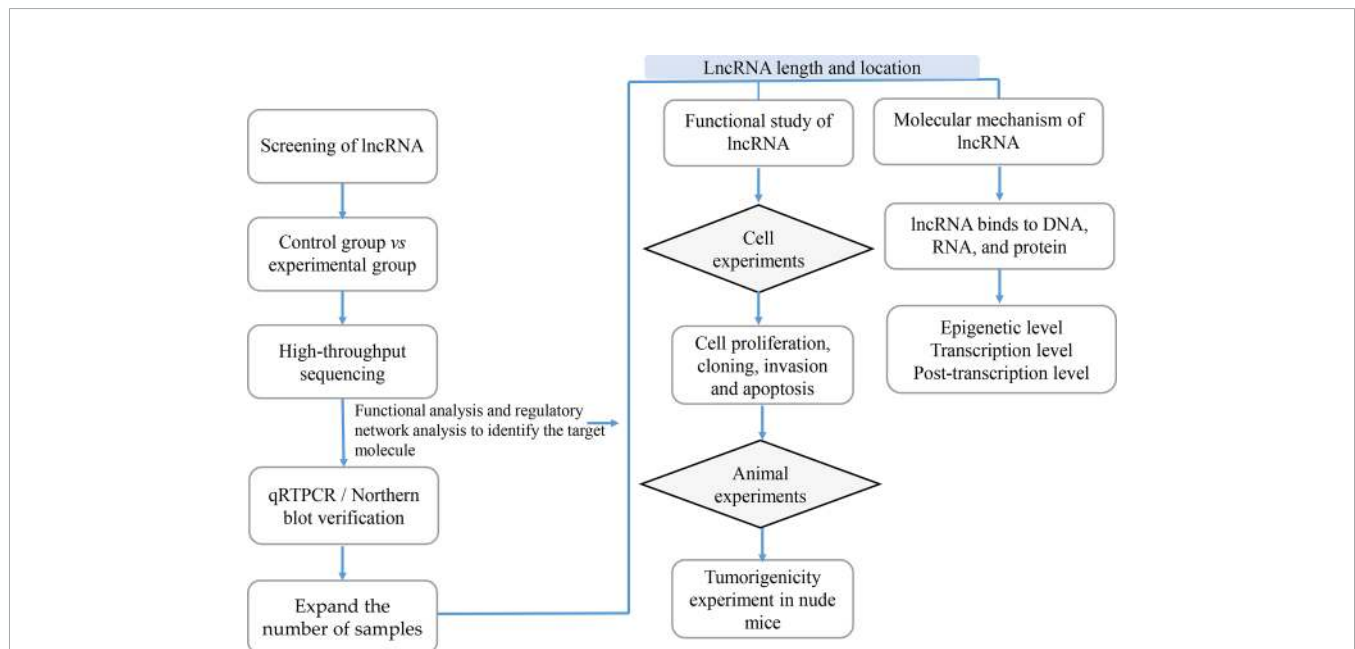 LncRNA length and location
Screening of lncRNA
Control group vs
experimental group
High-throughput
sequencing
Functional analysis and regulatory
network analysis to identify the target
molecule
qRTPCR / Northern
blot verification
Expand the
number of samples
Functional study of
lncRNA
Cell
experiments
Cell proliferation,
cloning, invasion
and apoptosis
Animal
experiments
Tumorigenicity
experiment in nude
mice
Molecular mechanism of
lncRNA
lncRNA binds to DNA,
RNA, and protein
Epigenetic level
Transcription level
Post-transcription level